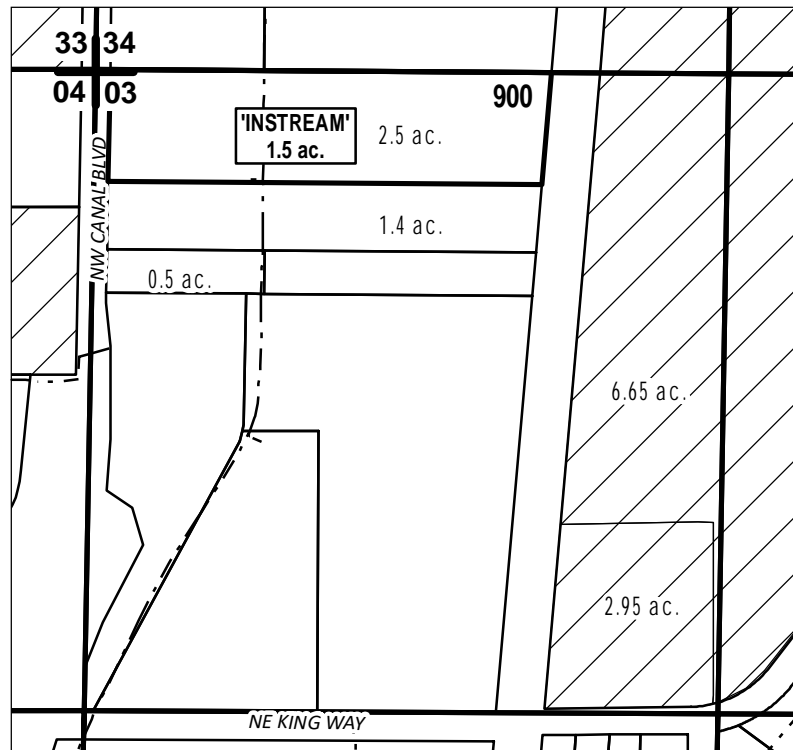 33 34
04 03
900
'INSTREAM'
1.5 ac.
2.5 ac.
NW CANAL BLVD
1.4 ac.
0.5 ac.
6.65 ac.
2.95 ac.
NE KING WAY